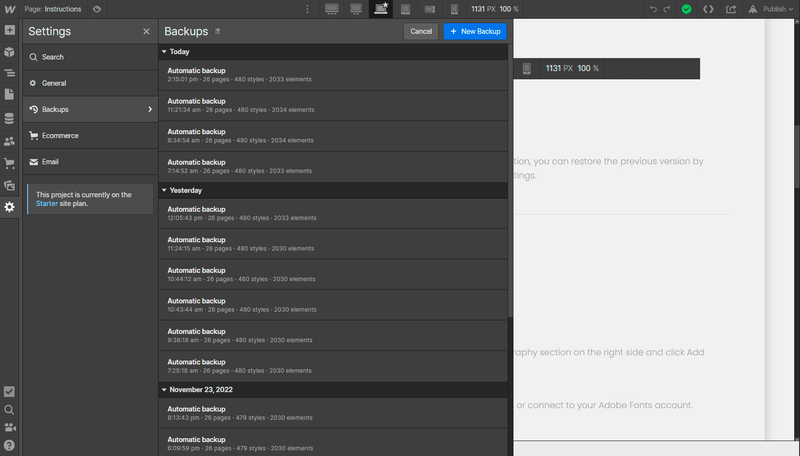 Page: Instructions
1131 PX 100 %
Publish
Settings
Search
General
Backups
Ecommerce
Email
This project is currently on the
Starter site plan.
Backups ?
Cancel
+ New Backup
Today
Automatic backup
2:15:01 pm · 26 pages · 480 styles · 2033 elements
Automatic backup
11:21:34 am · 26 pages · 480 styles · 2034 elements
Automatic backup
8:34:54 am · 26 pages · 480 styles · 2034 elements
Automatic backup
7:14:52 am · 26 pages · 480 styles · 2033 elements
Yesterday
Automatic backup
12:05:43 pm · 26 pages · 480 styles · 2033 elements
Automatic backup
11:24:15 am · 26 pages · 480 styles · 2030 elements
Automatic backup
10:44:12 am · 26 pages · 480 styles · 2030 elements
Automatic backup
10:43:44 am · 26 pages · 480 styles · 2030 elements
Automatic backup
9:38:18 am · 26 pages · 480 styles · 2030 elements
Automatic backup
7:25:18 am · 26 pages · 480 styles · 2030 elements
November 23, 2022
Automatic backup
8:13:43 pm · 26 pages · 479 styles · 2030 elements
Automatic backup
6:09:59 pm · 26 pages · 479 styles · 2030 elements
1131 PX 100 %
tion, you can restore the previous version by
tings.
raphy section on the right side and click Add
or connect to your Adobe Fonts account.